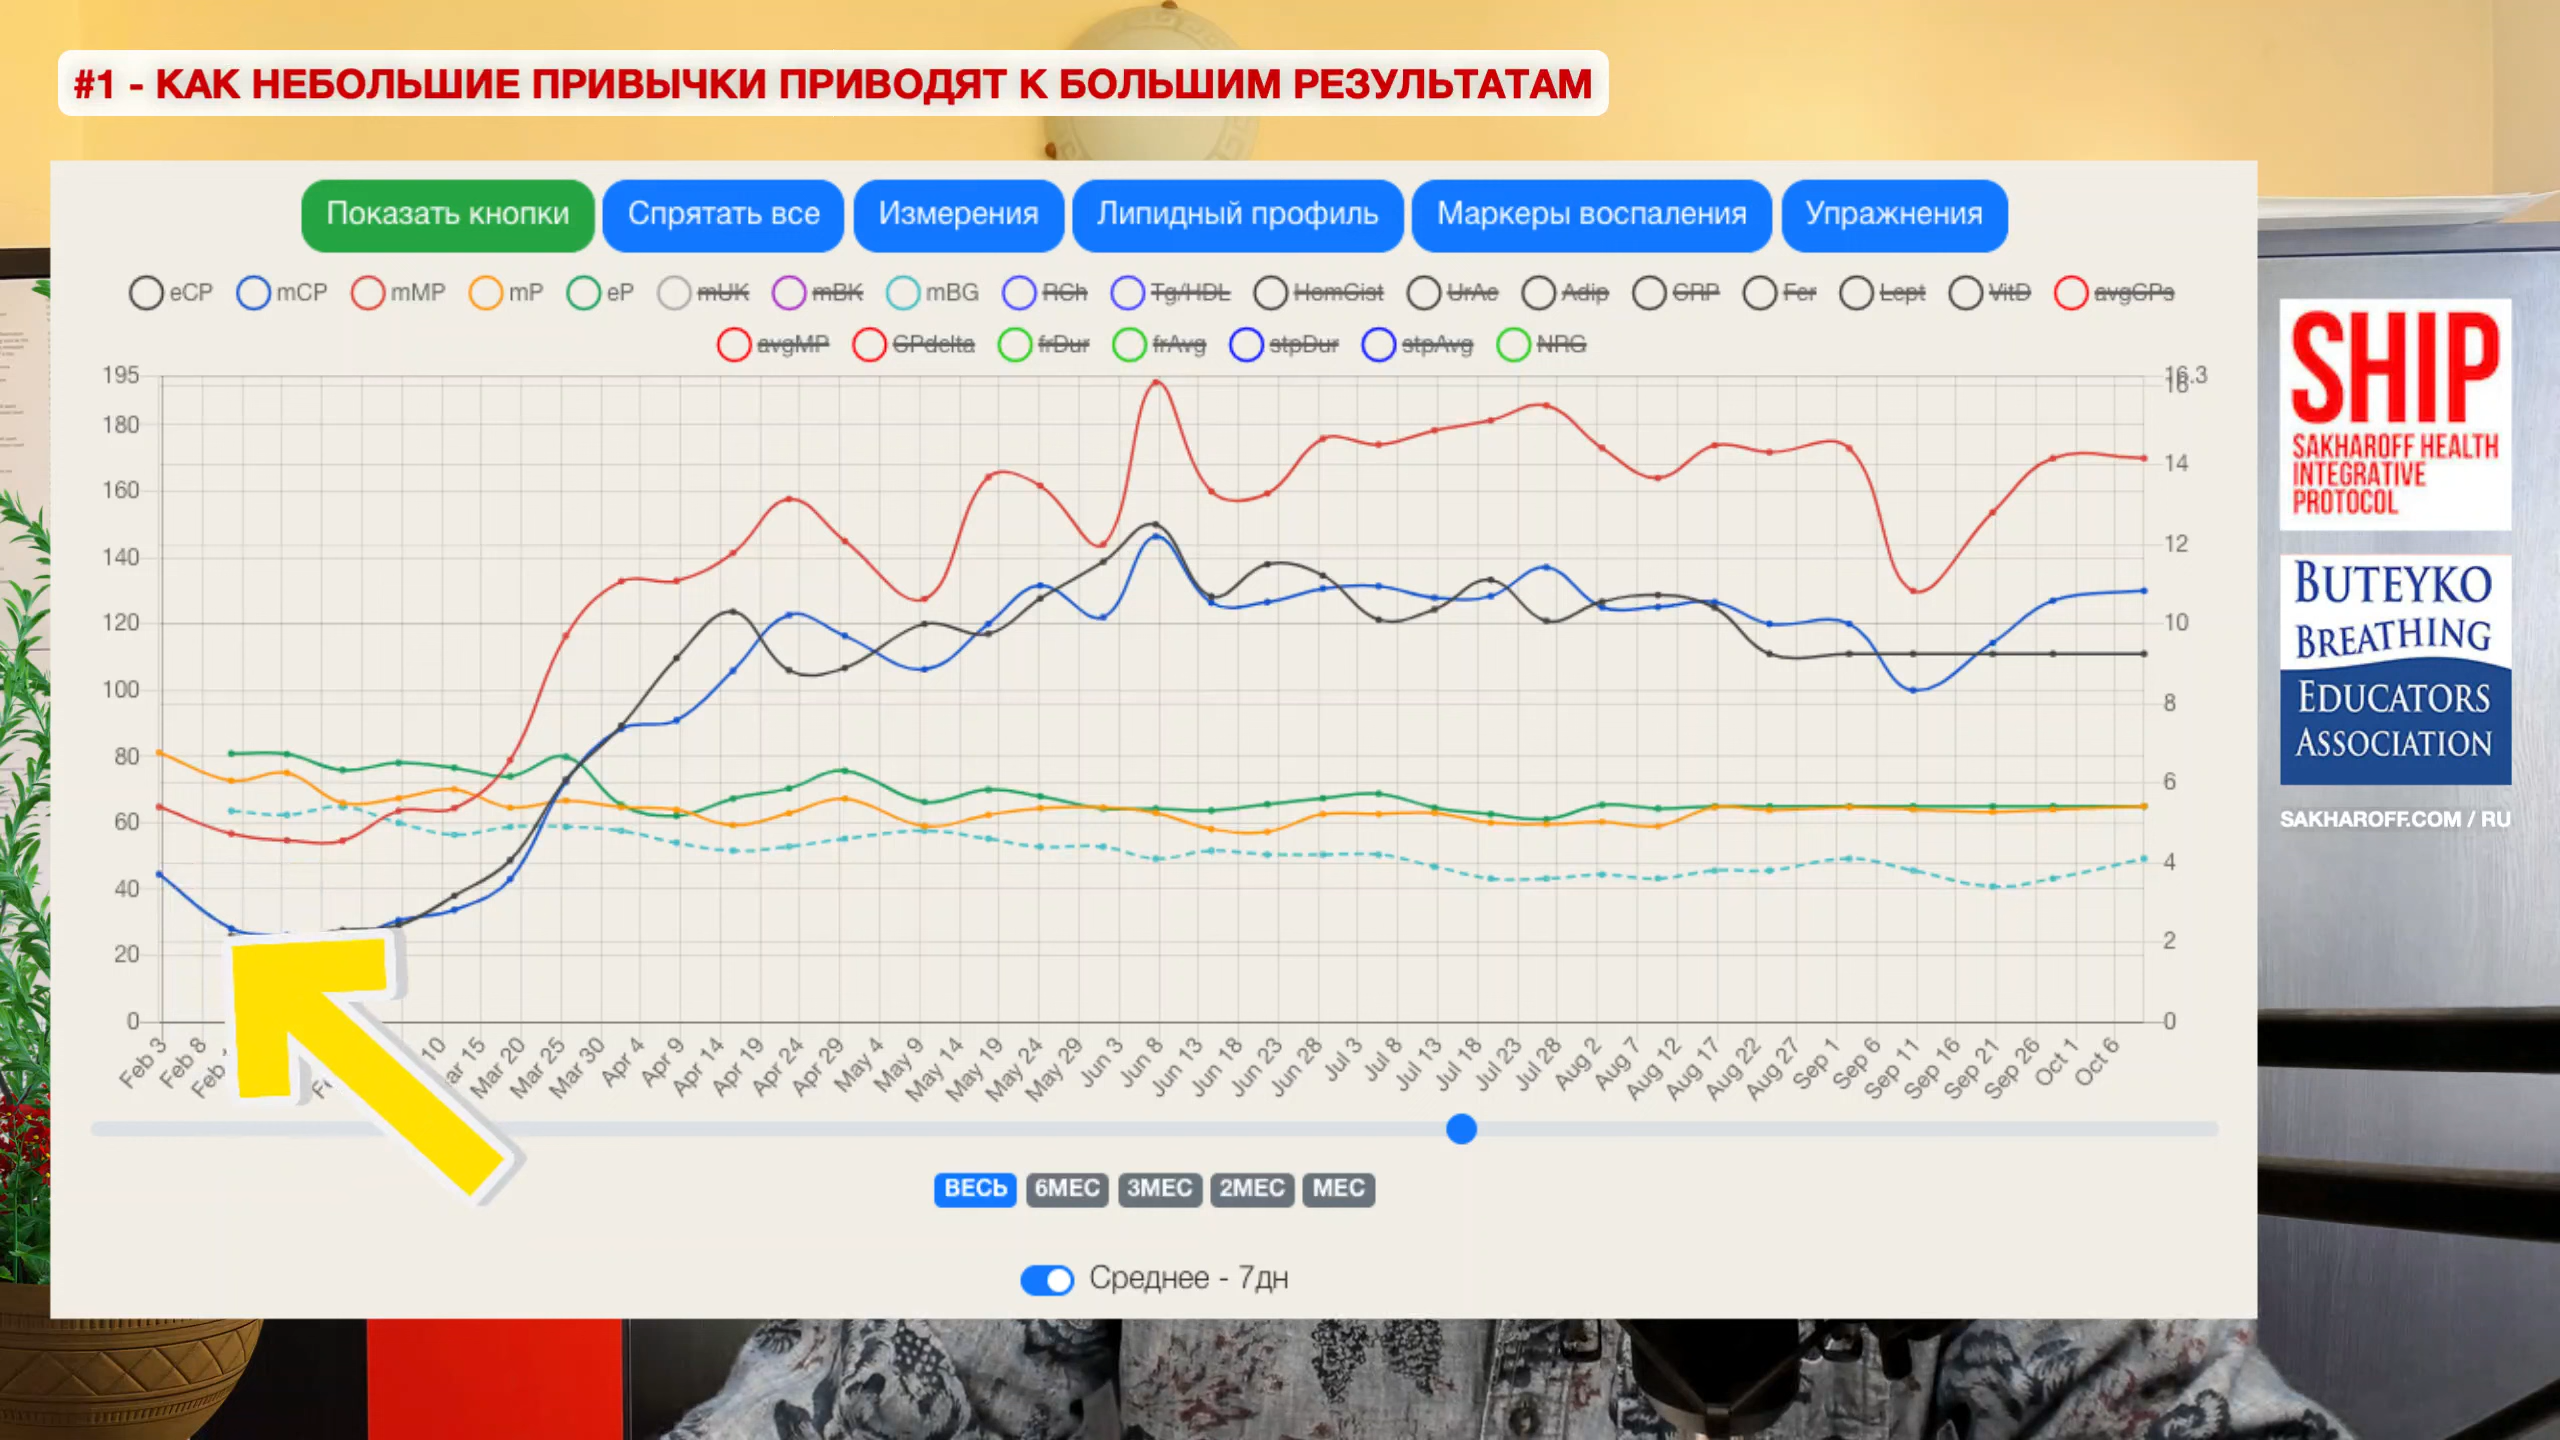 #1 - КАК НЕБОЛЬШИЕ ПРИВЫЧКИ ПРИВОДЯТ К БОЛЬШИМ РЕЗУЛЬТАТАМ
Показать кнопки Спрятать все Измерения Липидный профиль Маркеры воспаления Упражнения
eCP mCP mMP mP eP mUK mBK mBG RCh Tg/HDL HomGist UrAc Adip CRP Fer Lept VitD avgCPs
avgMP CPdelta frDur frAvg stpDur stpAvg NRG
195 16.3
16
180
14
160
140 12
120 10
100
8
80
6
60
4
40
2
20
0 0
Feb 3 Feb 8 Mar 15 Mar 20 Mar 25 Mar 30 Apr 4 Apr 9 Apr 14 Apr 19 Apr 24 Apr 29 May 4 May 9 May 14 May 19 May 24 May 29 Jun 3 Jun 8 Jun 13 Jun 18 Jun 23 Jun 28 Jul 3 Jul 8 Jul 13 Jul 18 Jul 23 Jul 28 Aug 2 Aug 7 Aug 12 Aug 17 Aug 22 Aug 27 Sep 1 Sep 6 Sep 11 Sep 16 Sep 21 Sep 26 Oct 1 Oct 6
ВЕСЬ 6МЕС 3МЕС 2МЕС МЕС
Среднее - 7дн
SHIP
SAKHAROFF HEALTH
INTEGRATIVE
PROTOCOL
BUTEYKO
BREATHING
EDUCATORS
ASSOCIATION
SAKHAROFF.COM / RU